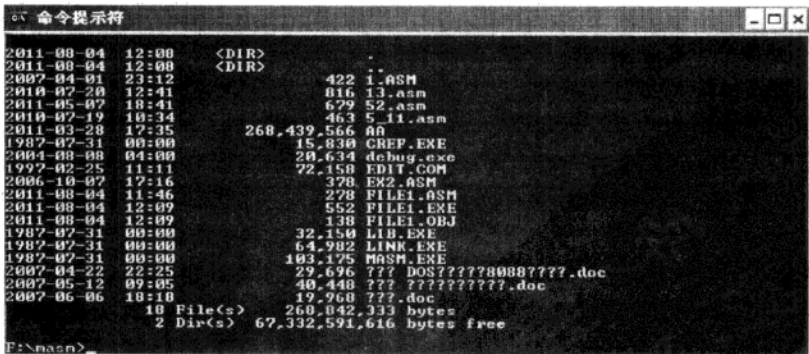 命令提示符
2011-08-04 12:08 <DIR> .
2011-08-04 12:08 <DIR> ..
2007-04-01 23:12 422 1.ASM
2010-07-20 12:41 816 13.asm
2011-05-07 18:41 679 52.asm
2010-07-19 10:34 463 5_11.asm
2011-03-28 17:35 268,439,566 AA
1987-07-31 00:00 15,830 CREF.EXE
2004-08-08 04:00 20,634 debug.exe
1997-02-25 11:11 72,158 EDIT.COM
2006-10-07 17:16 378 EX2.ASM
2011-08-04 11:46 278 FILE1.ASM
2011-08-04 12:09 552 FILE1.EXE
2011-08-04 12:09 138 FILE1.OBJ
1987-07-31 00:00 32,150 LIB.EXE
1987-07-31 00:00 64,982 LINK.EXE
1987-07-31 00:00 103,175 MASM.EXE
2007-04-22 22:25 29,696 ??? DOS?????8088????.doc
2007-05-12 09:05 40,448 ??? ??????????.doc
2007-06-06 18:18 19,968 ???.doc
18 File(s) 268,842,333 bytes
2 Dir(s) 67,332,591,616 bytes free
F:\masm>_